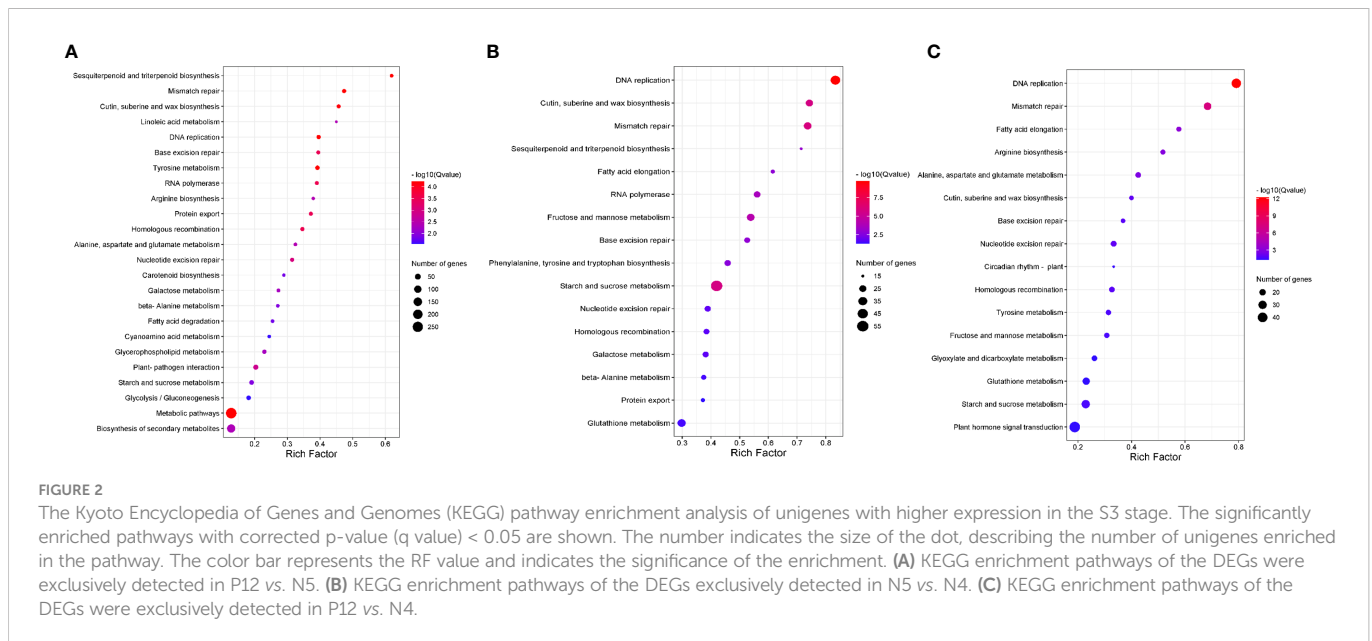 A
Sesquiterpenoid and triterpenoid biosynthesis
Mismatch repair
Cutin, suberine and wax biosynthesis
Linoleic acid metabolism
DNA replication
Base excision repair
Tyrosine metabolism
RNA polymerase
Arginine biosynthesis
Protein export
Homologous recombination
Alanine, aspartate and glutamate metabolism
Nucleotide excision repair
Carotenoid biosynthesis
Galactose metabolism
beta- Alanine metabolism
Fatty acid degradation
Cyanoamino acid metabolism
Glycerophospholipid metabolism
Plant- pathogen interaction
Starch and sucrose metabolism
Glycolysis / Gluconeogenesis
Metabolic pathways
Biosynthesis of secondary metabolites
0.2 0.3 0.4 0.5 0.6
Rich Factor
- log10(Qvalue)
4.0
3.5
3.0
2.5
2.0
Number of genes
50
100
150
200
250
B
DNA replication
Cutin, suberine and wax biosynthesis
Mismatch repair
Sesquiterpenoid and triterpenoid biosynthesis
Fatty acid elongation
RNA polymerase
Fructose and mannose metabolism
Base excision repair
Phenylalanine, tyrosine and tryptophan biosynthesis
Starch and sucrose metabolism
Nucleotide excision repair
Homologous recombination
Galactose metabolism
beta- Alanine metabolism
Protein export
Glutathione metabolism
0.3 0.4 0.5 0.6 0.7 0.8
Rich Factor
- log10(Qvalue)
7.5
5.0
2.5
Number of genes
15
25
35
45
55
C
DNA replication
Mismatch repair
Fatty acid elongation
Arginine biosynthesis
Alanine, aspartate and glutamate metabolism
Cutin, suberine and wax biosynthesis
Base excision repair
Nucleotide excision repair
Circadian rhythm - plant
Homologous recombination
Tyrosine metabolism
Fructose and mannose metabolism
Glyoxylate and dicarboxylate metabolism
Glutathione metabolism
Starch and sucrose metabolism
Plant hormone signal transduction
0.2 0.4 0.6 0.8
Rich Factor
- log10(Qvalue)
12
9
6
3
Number of genes
20
30
40
FIGURE 2
The Kyoto Encyclopedia of Genes and Genomes (KEGG) pathway enrichment analysis of unigenes with higher expression in the S3 stage. The significantly
enriched pathways with corrected p-value (q value) < 0.05 are shown. The number indicates the size of the dot, describing the number of unigenes enriched
in the pathway. The color bar represents the RF value and indicates the significance of the enrichment. (A) KEGG enrichment pathways of the DEGs were
exclusively detected in P12 vs. N5. (B) KEGG enrichment pathways of the DEGs exclusively detected in N5 vs. N4. (C) KEGG enrichment pathways of the
DEGs were exclusively detected in P12 vs. N4.